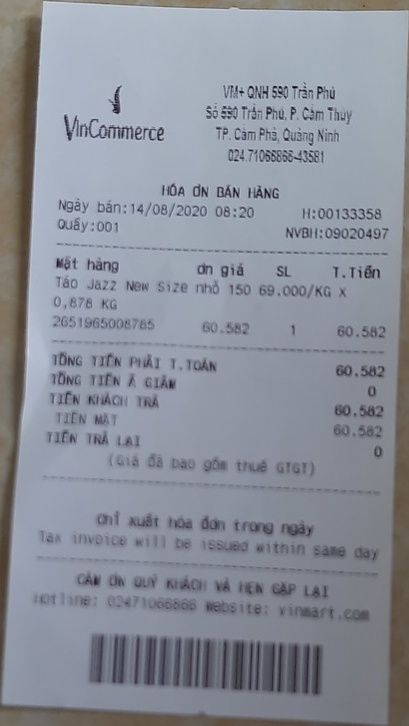 VinCommerce
VM+ QNH 590 Trần Phú
Số 590 Trần Phú, P. Cẩm Thủy
TP. Cẩm Phả, Quảng Ninh
024.71066866-43581
HÓA ƠN BÁN HÀNG
Ngày bán:14/08/2020 08:20 H:00133358
Quầy:001 NVBH:09020497
Mặt hàng ơn giá SL T.Tiền
Táo Jazz New Size nhỏ 150 69.000/KG X
0,878 KG
2651965008785 60.582 1 60.582
TỔNG TIỀN PHẢI T.TOÁN 60.582
TỔNG TIỀN Ã GIẢM 0
TIỀN KHÁCH TRẢ 60.582
TIỀN MẶT 60.582
TIỀN TRẢ LẠI 0
(Giá đã bao gồm thuế GTGT)
Chỉ xuất hóa đơn trong ngày
Tax invoice will be issued within same day
CẢM ƠN QUÝ KHÁCH VÀ HẸN GẶP LẠI
Hotline: 02471066866 Website: vinmart.com